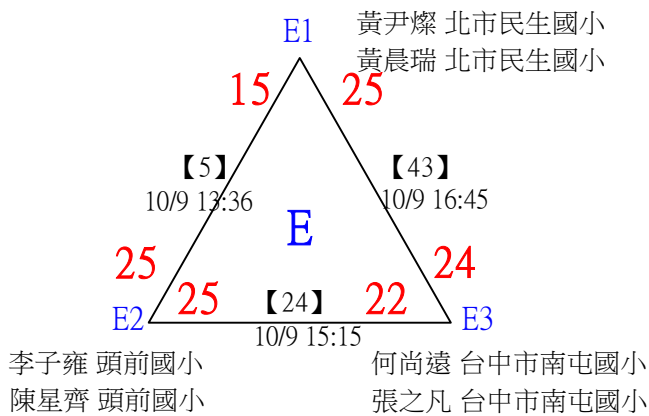 E1
黃尹燦 北市民生國小
黃晨瑞 北市民生國小
15
25
【5】
10/9 13:36
【43】
10/9 16:45
E
25
24
25
【24】
22
E2
10/9 15:15
E3
李子雍 頭前國小
陳星齊 頭前國小
何尚遠 台中市南屯國小
張之凡 台中市南屯國小